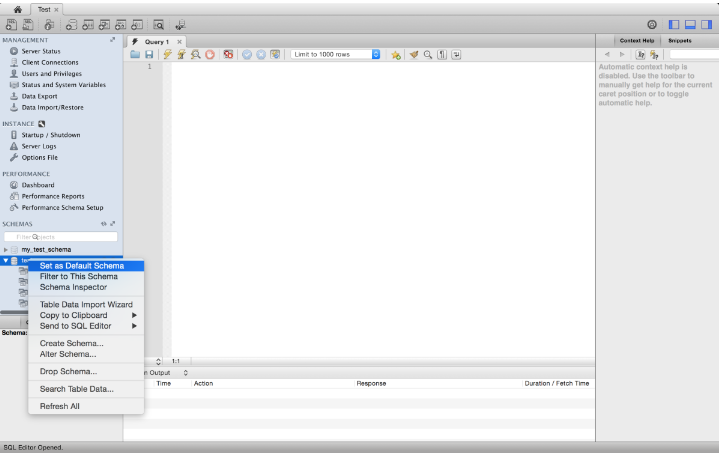 Test ×
MANAGEMENT
Server Status
Client Connections
Users and Privileges
Status and System Variables
Data Export
Data Import/Restore
INSTANCE
Startup / Shutdown
Server Logs
Options File
PERFORMANCE
Dashboard
Performance Reports
Performance Schema Setup
SCHEMAS
Filter objects
my_test_schema
Set as Default Schema
Filter to This Schema
Schema Inspector
Table Data Import Wizard
Copy to Clipboard
Send to SQL Editor
Create Schema...
Alter Schema...
Drop Schema...
Search Table Data...
Refresh All
Schema:
Query 1 ×
Limit to 1000 rows
1
1:1
Output
Time Action Response Duration / Fetch Time
Context Help Snippets
Automatic context help is
disabled. Use the toolbar to
manually get help for the current
caret position or to toggle
automatic help.
SQL Editor Opened.